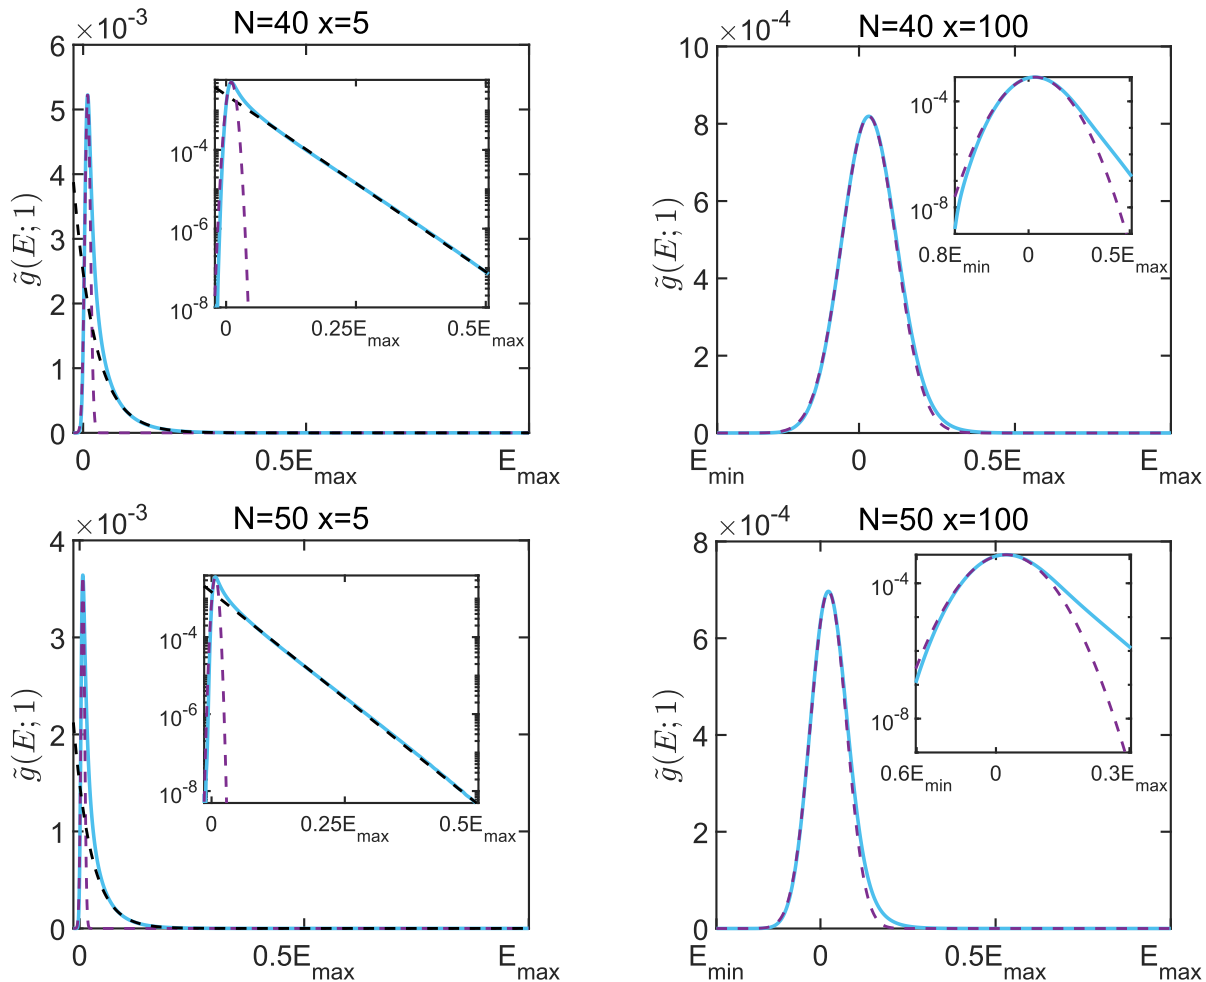 N=40 x=5
×10⁻³
g̃(E; 1)
6
5
4
3
2
1
0
0 0.5E_max E_max
10⁻⁴
10⁻⁶
10⁻⁸
0 0.25E_max 0.5E_max
N=40 x=100
×10⁻⁴
g̃(E; 1)
10
8
6
4
2
0
E_min 0 0.5E_max E_max
10⁻⁴
10⁻⁸
0.8E_min 0 0.5E_max
N=50 x=5
×10⁻³
g̃(E; 1)
4
3
2
1
0
0 0.5E_max E_max
10⁻⁴
10⁻⁶
10⁻⁸
0 0.25E_max 0.5E_max
N=50 x=100
×10⁻⁴
g̃(E; 1)
8
6
4
2
0
E_min 0 0.5E_max E_max
10⁻⁴
10⁻⁸
0.6E_min 0 0.3E_max